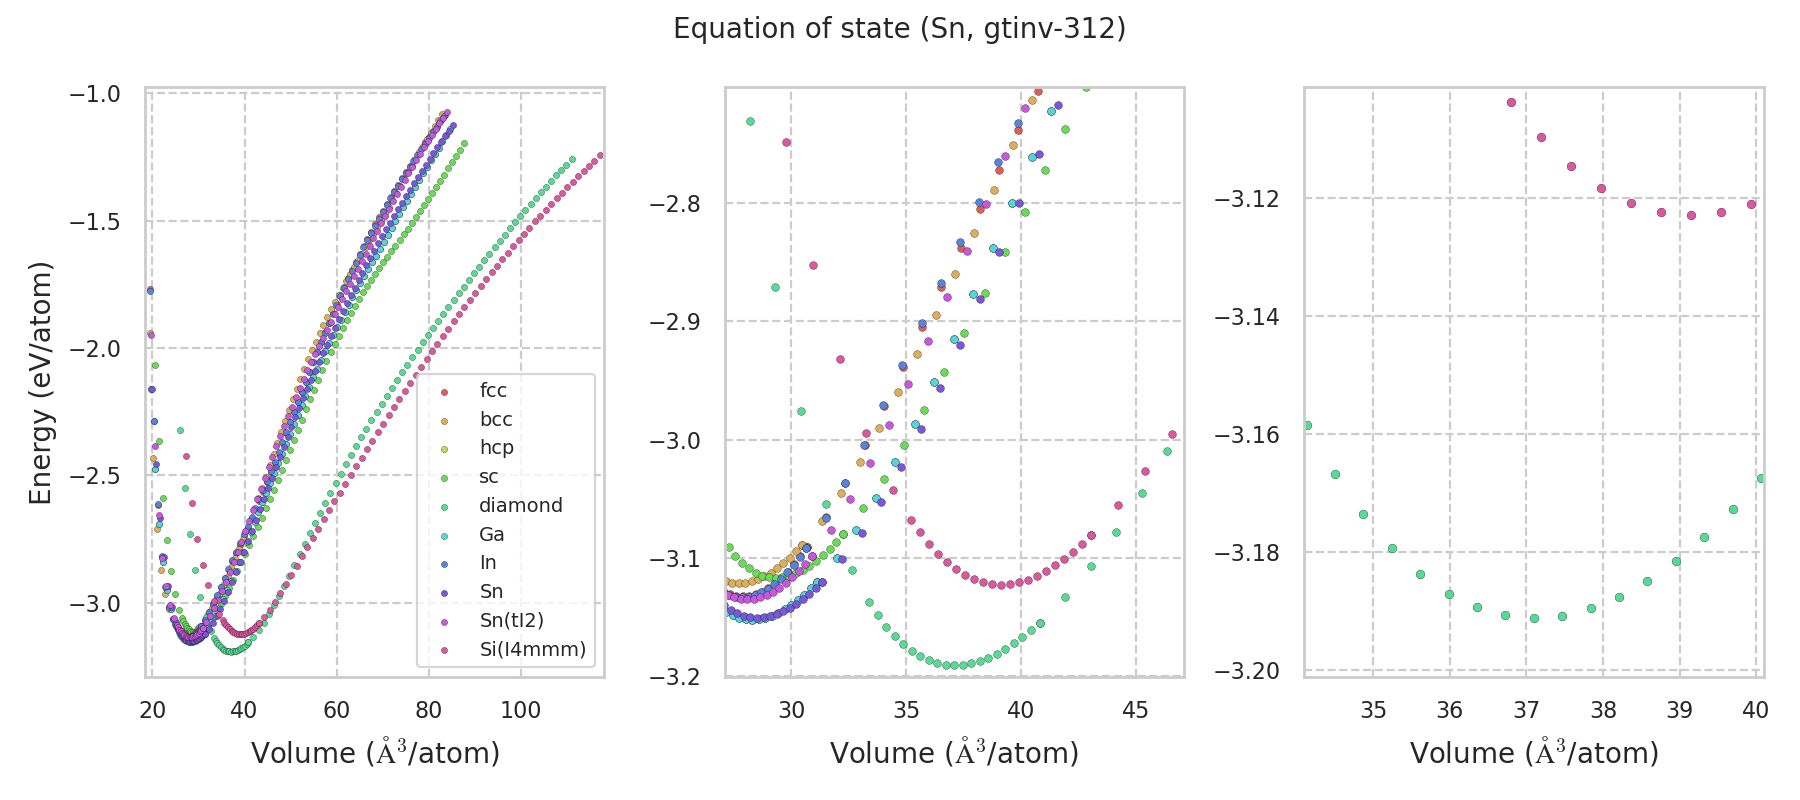 Equation of state (Sn, gtinv-312)
Energy (eV/atom)
−1.0
−1.5
−2.0
−2.5
−3.0
20 40 60 80 100
Volume (Å³/atom)
fcc
bcc
hcp
sc
diamond
Ga
In
Sn
Sn(tI2)
Si(I4mmm)
−2.8
−2.9
−3.0
−3.1
−3.2
30 35 40 45
Volume (Å³/atom)
−3.12
−3.14
−3.16
−3.18
−3.20
35 36 37 38 39 40
Volume (Å³/atom)